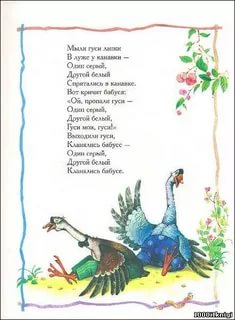 Мыли гуси лапки
В луже у канавки —
Один серый,
Другой белый
Спрятались в канавке.
Вот кричит бабуся:
«Ой, пропали гуси —
Один серый,
Другой белый,
Гуси мои, гуси!»
Выходили гуси,
Кланялись бабусе —
Один серый,
Другой белый
Кланялись бабусе.